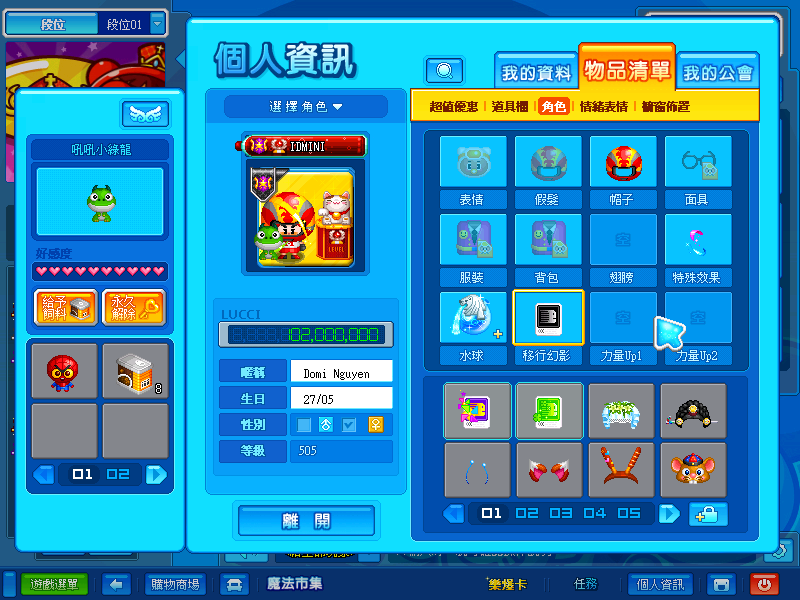 段位
段位01
個人資訊
我的資料
物品清單
我的公會
選擇角色
超值優惠
道具欄
角色
情緒表情
櫥窗佈置
吼吼小綠龍
IDMINI
LEVEL
好感度
給予飼料
永久解除
8
01 02
LUCCI
02,000,000
暱稱 Domi Nguyen
生日 27/05
性別
等級 505
離 開
表情
假髮
帽子
面具
服裝
背包
翅膀
特殊效果
水球
移行幻影
力量Up1
力量Up2
01 02 03 04 05
遊戲選單
購物商場
魔法市集
樂爆卡
任務
個人資訊